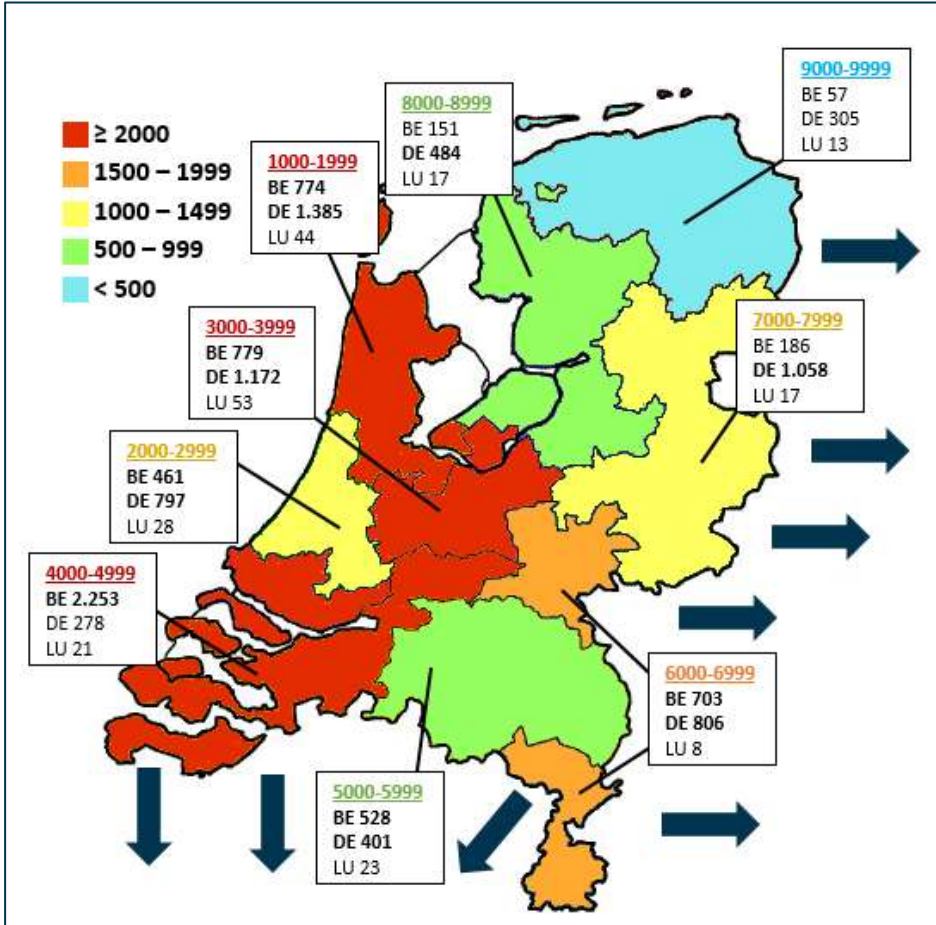 ≥ 2000
1500 – 1999
1000 – 1499
500 – 999
< 500
9000-9999
BE 57
DE 305
LU 13
8000-8999
BE 151
DE 484
LU 17
1000-1999
BE 774
DE 1.385
LU 44
3000-3999
BE 779
DE 1.172
LU 53
7000-7999
BE 186
DE 1.058
LU 17
2000-2999
BE 461
DE 797
LU 28
4000-4999
BE 2.253
DE 278
LU 21
6000-6999
BE 703
DE 806
LU 8
5000-5999
BE 528
DE 401
LU 23